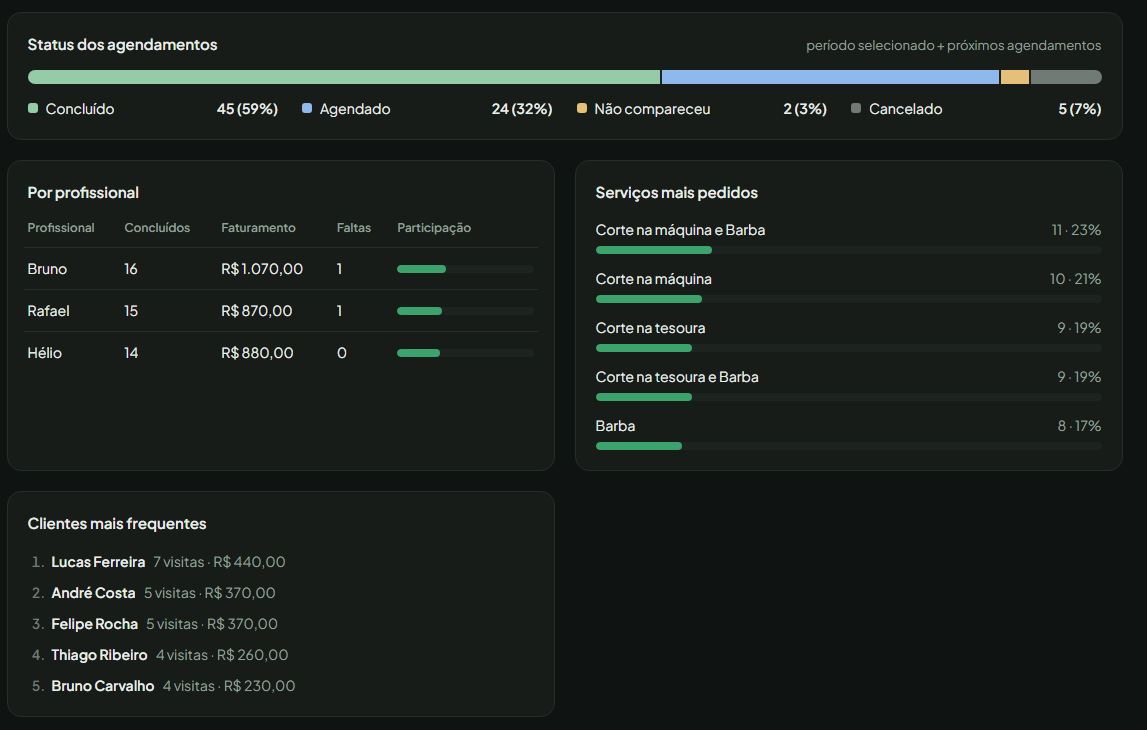 Status dos agendamentos
período selecionado + próximos agendamentos
Concluído 45 (59%) Agendado 24 (32%) Não compareceu 2 (3%) Cancelado 5 (7%)
Por profissional
Profissional Concluídos Faturamento Faltas Participação
Bruno 16 R$ 1.070,00 1
Rafael 15 R$ 870,00 1
Hélio 14 R$ 880,00 0
Serviços mais pedidos
Corte na máquina e Barba 11 · 23%
Corte na máquina 10 · 21%
Corte na tesoura 9 · 19%
Corte na tesoura e Barba 9 · 19%
Barba 8 · 17%
Clientes mais frequentes
1. Lucas Ferreira 7 visitas · R$ 440,00
2. André Costa 5 visitas · R$ 370,00
3. Felipe Rocha 5 visitas · R$ 370,00
4. Thiago Ribeiro 4 visitas · R$ 260,00
5. Bruno Carvalho 4 visitas · R$ 230,00